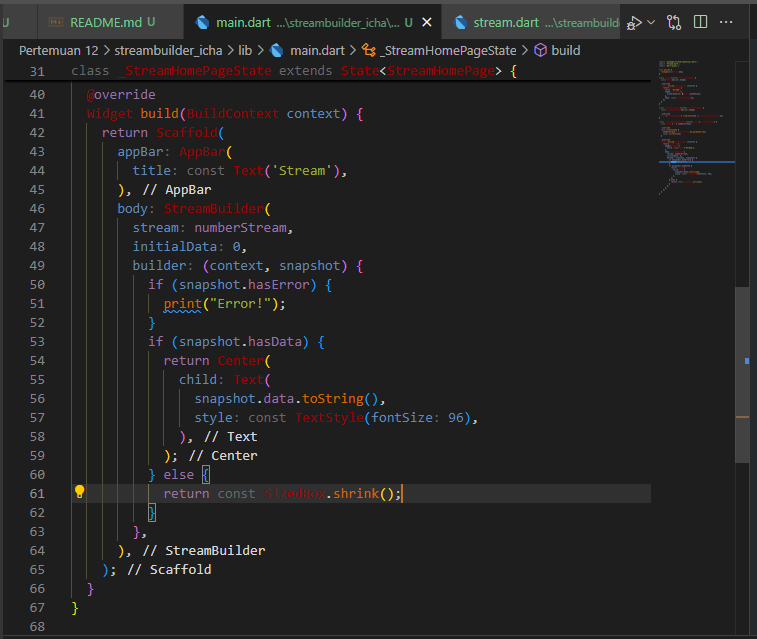 U README.md U main.dart ...\streambuilder_icha\... U stream.dart ...\streambuild
Pertemuan 12 > streambuilder_icha > lib > main.dart > _StreamHomePageState > build
31 class _StreamHomePageState extends State<StreamHomePage> {
40 @override
41 Widget build(BuildContext context) {
42 return Scaffold(
43 appBar: AppBar(
44 title: const Text('Stream'),
45 ), // AppBar
46 body: StreamBuilder(
47 stream: numberStream,
48 initialData: 0,
49 builder: (context, snapshot) {
50 if (snapshot.hasError) {
51 print("Error!");
52 }
53 if (snapshot.hasData) {
54 return Center(
55 child: Text(
56 snapshot.data.toString(),
57 style: const TextStyle(fontSize: 96),
58 ), // Text
59 ); // Center
60 } else {
61 return const SizedBox.shrink();
62 }
63 },
64 ), // StreamBuilder
65 ); // Scaffold
66 }
67 }
68